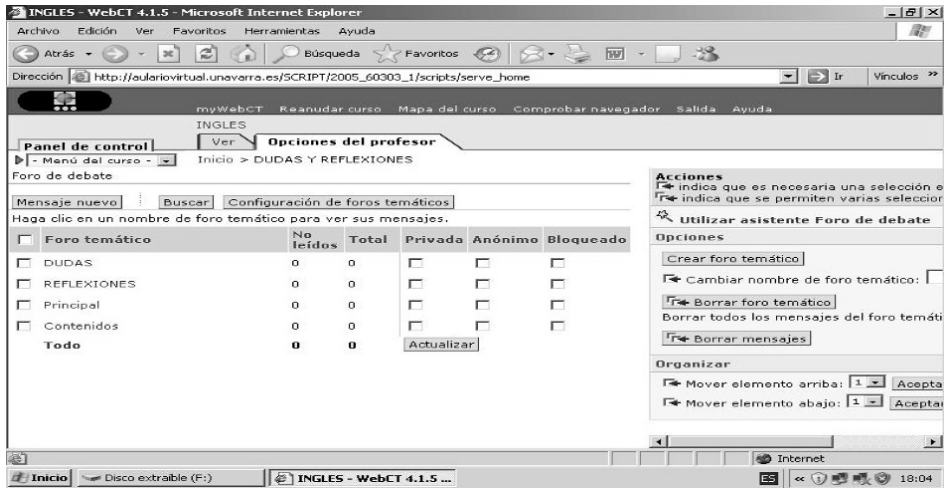 INGLES - WebCT 4.1.5 - Microsoft Internet Explorer
Archivo Edición Ver Favoritos Herramientas Ayuda
Atrás Búsqueda Favoritos
Dirección http://aulariovirtual.unavarra.es/SCRIPT/2005_60303_1/scripts/serve_home Ir Vínculos »
myWebCT Reanudar curso Mapa del curso Comprobar navegador Salida Ayuda
INGLES
Panel de control Ver Opciones del profesor
- Menú del curso - Inicio > DUDAS Y REFLEXIONES
Foro de debate
Mensaje nuevo Buscar Configuración de foros temáticos
Haga clic en un nombre de foro temático para ver sus mensajes.
Foro temático No leídos Total Privada Anónimo Bloqueado
DUDAS 0 0
REFLEXIONES 0 0
Principal 0 0
Contenidos 0 0
Todo 0 0 Actualizar
Acciones
indica que es necesaria una selección e
indica que se permiten varias seleccior
Utilizar asistente Foro de debate
Opciones
Crear foro temático
Cambiar nombre de foro temático:
Borrar foro temático
Borrar todos los mensajes del foro temáti
Borrar mensajes
Organizar
Mover elemento arriba: 1 Acepta
Mover elemento abajo: 1 Aceptar
Internet
Inicio Disco extraíble (F:) INGLES - WebCT 4.1.5 ... ES « 18:04